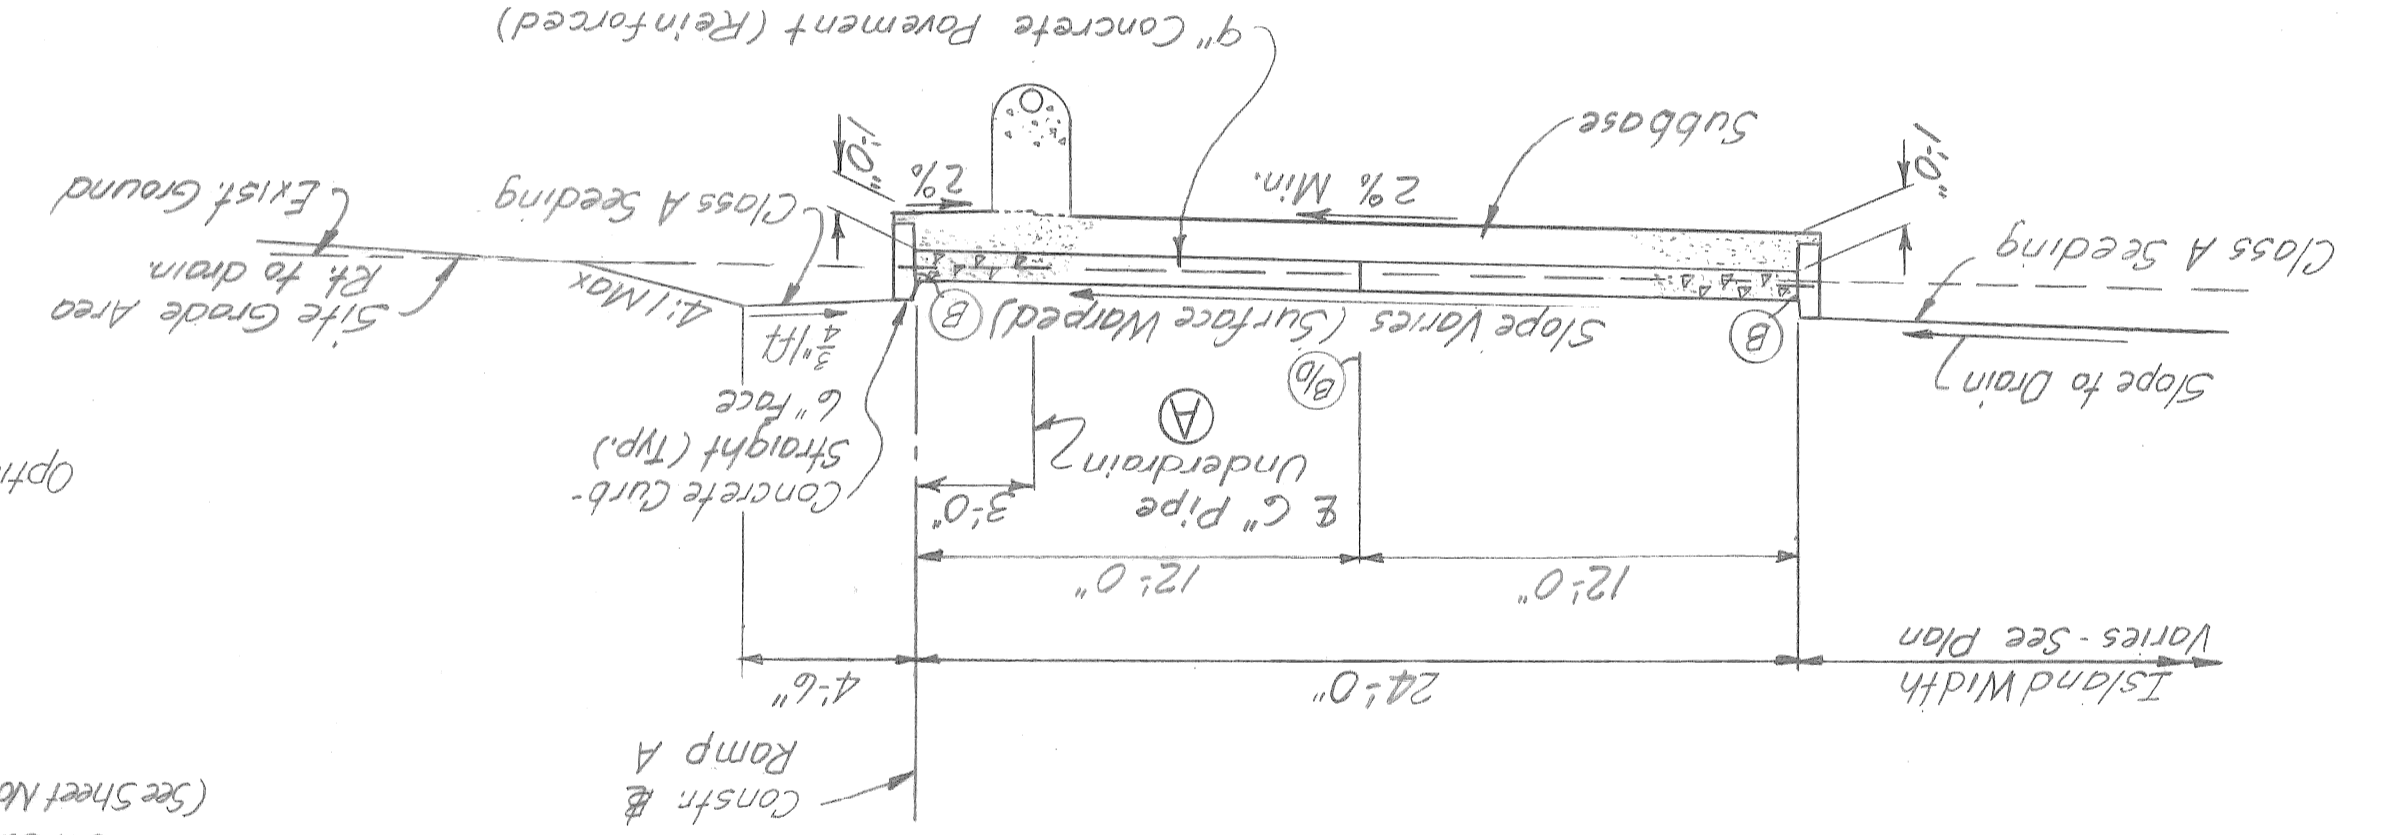 (See Sheet No
Constr. ⅊
Ramp A
Island Width
Varies - See Plan
24'-0"
4'-6"
12'-0"
12'-0"
3'-0"
℄ 6" Pipe
Underdrain
A
Concrete Curb-
Straight (Typ.)
6" Face
Opti
B/D
Slope to Drain
3/4"/Ft
4:1 Max
B
B
Slope Varies (Surface Warped)
Site Grade Area
Rt. to drain.
Exist. Ground
Class A Seeding
Class A Seeding
1'-0"
1'-0"
2%
2% Min.
Subbase
9" Concrete Pavement (Reinforced)